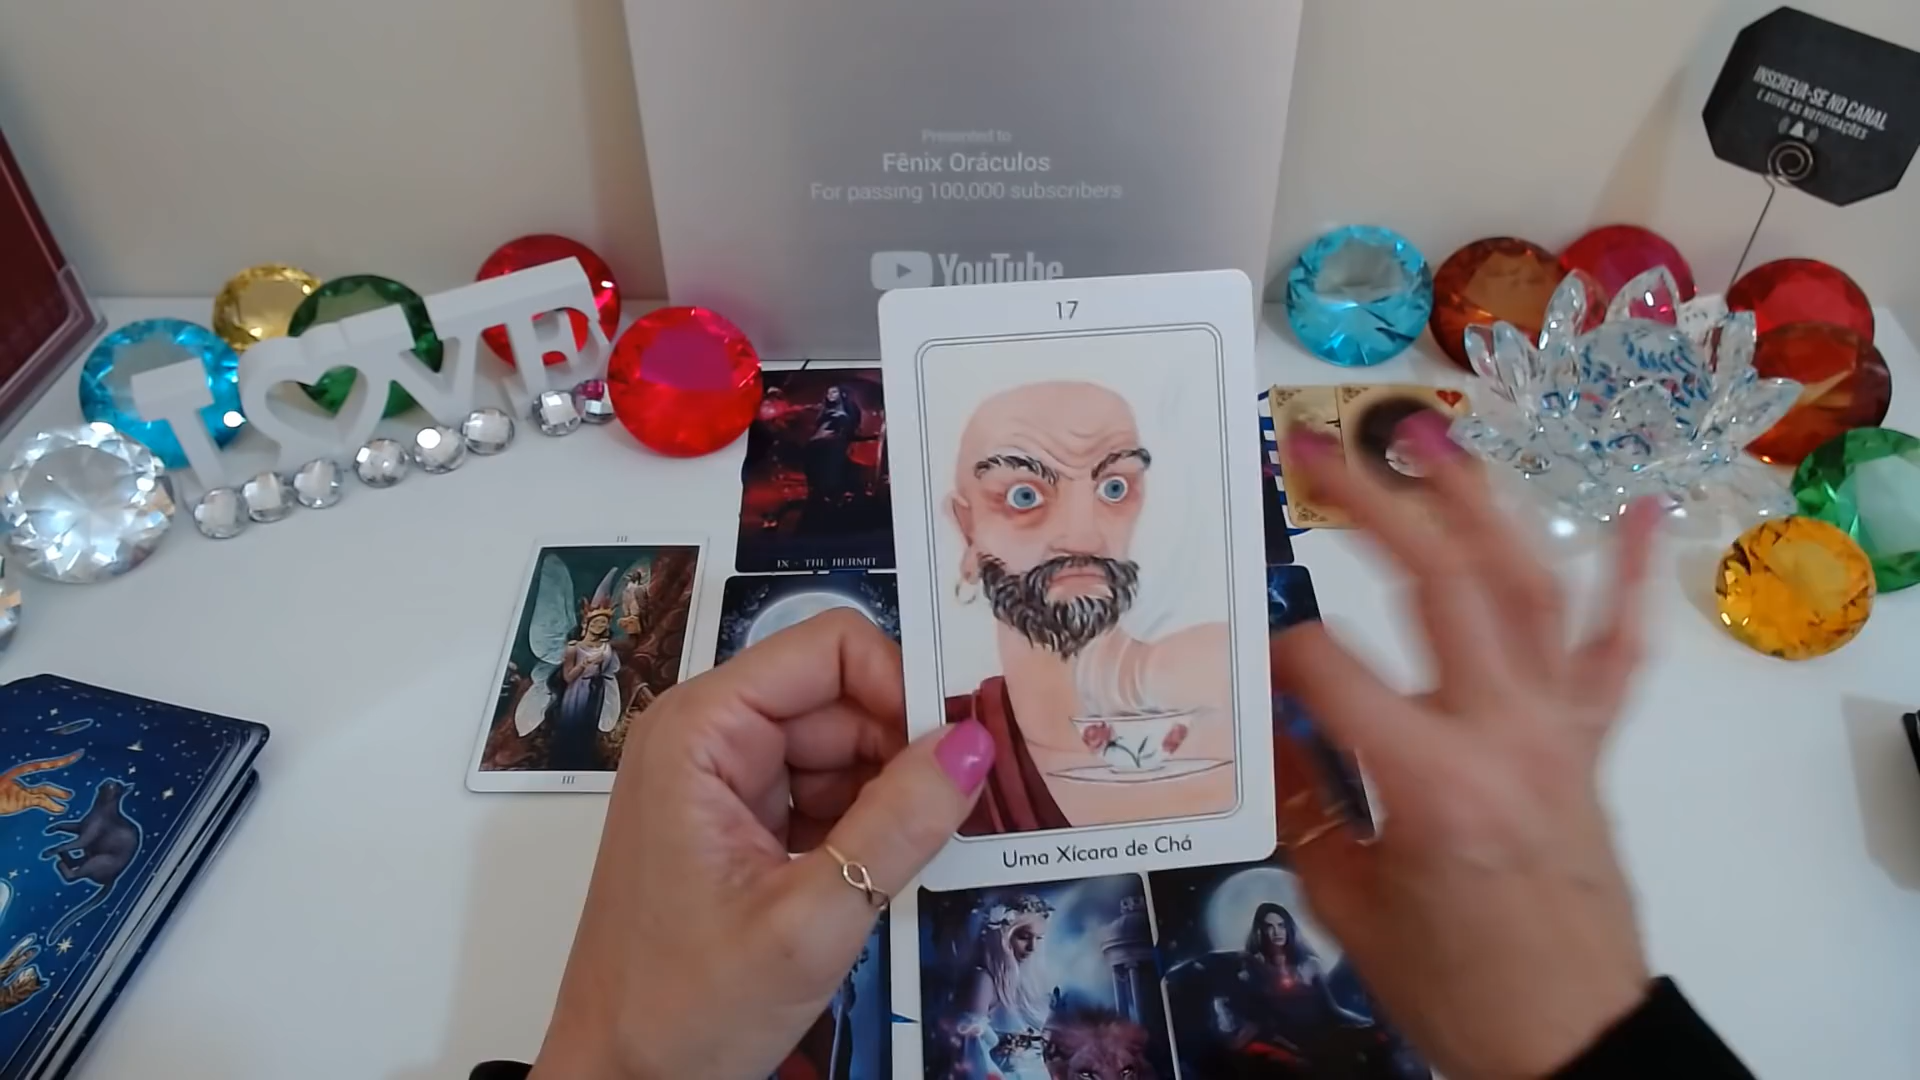 Presented to
Fênix Oráculos
For passing 100,000 subscribers
YouTube
INSCREVA-SE NO CANAL
E ATIVE AS NOTIFICAÇÕES
17
Uma Xícara de Chá
IX - THE HERMIT
III
III